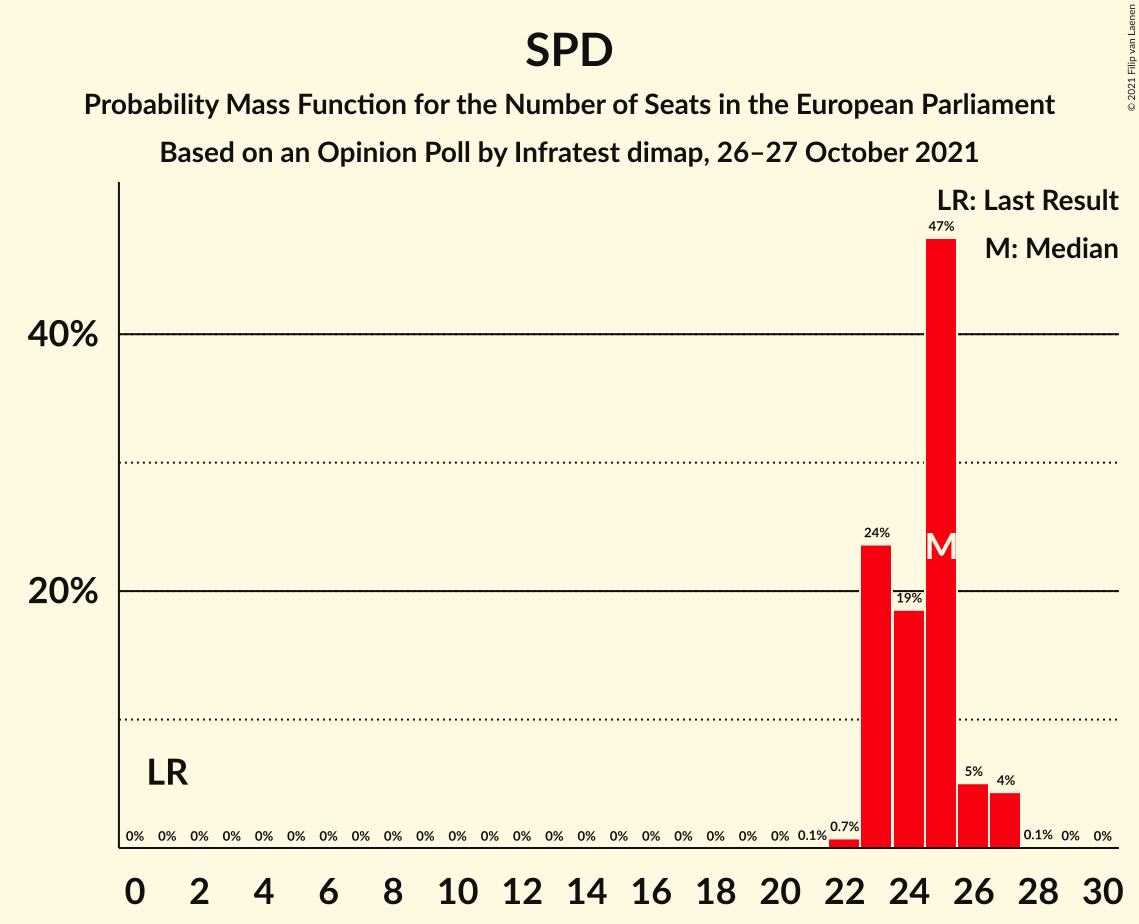 SPD
Probability Mass Function for the Number of Seats in the European Parliament
Based on an Opinion Poll by Infratest dimap, 26–27 October 2021
© 2021 Filip van Laenen
LR: Last Result
M: Median
47%
40%
24%
M
20%
19%
LR
5%
4%
0% 0% 0% 0% 0% 0% 0% 0% 0% 0% 0% 0% 0% 0% 0% 0% 0% 0% 0% 0% 0% 0.1% 0.7% 0.1% 0% 0%
0 2 4 6 8 10 12 14 16 18 20 22 24 26 28 30